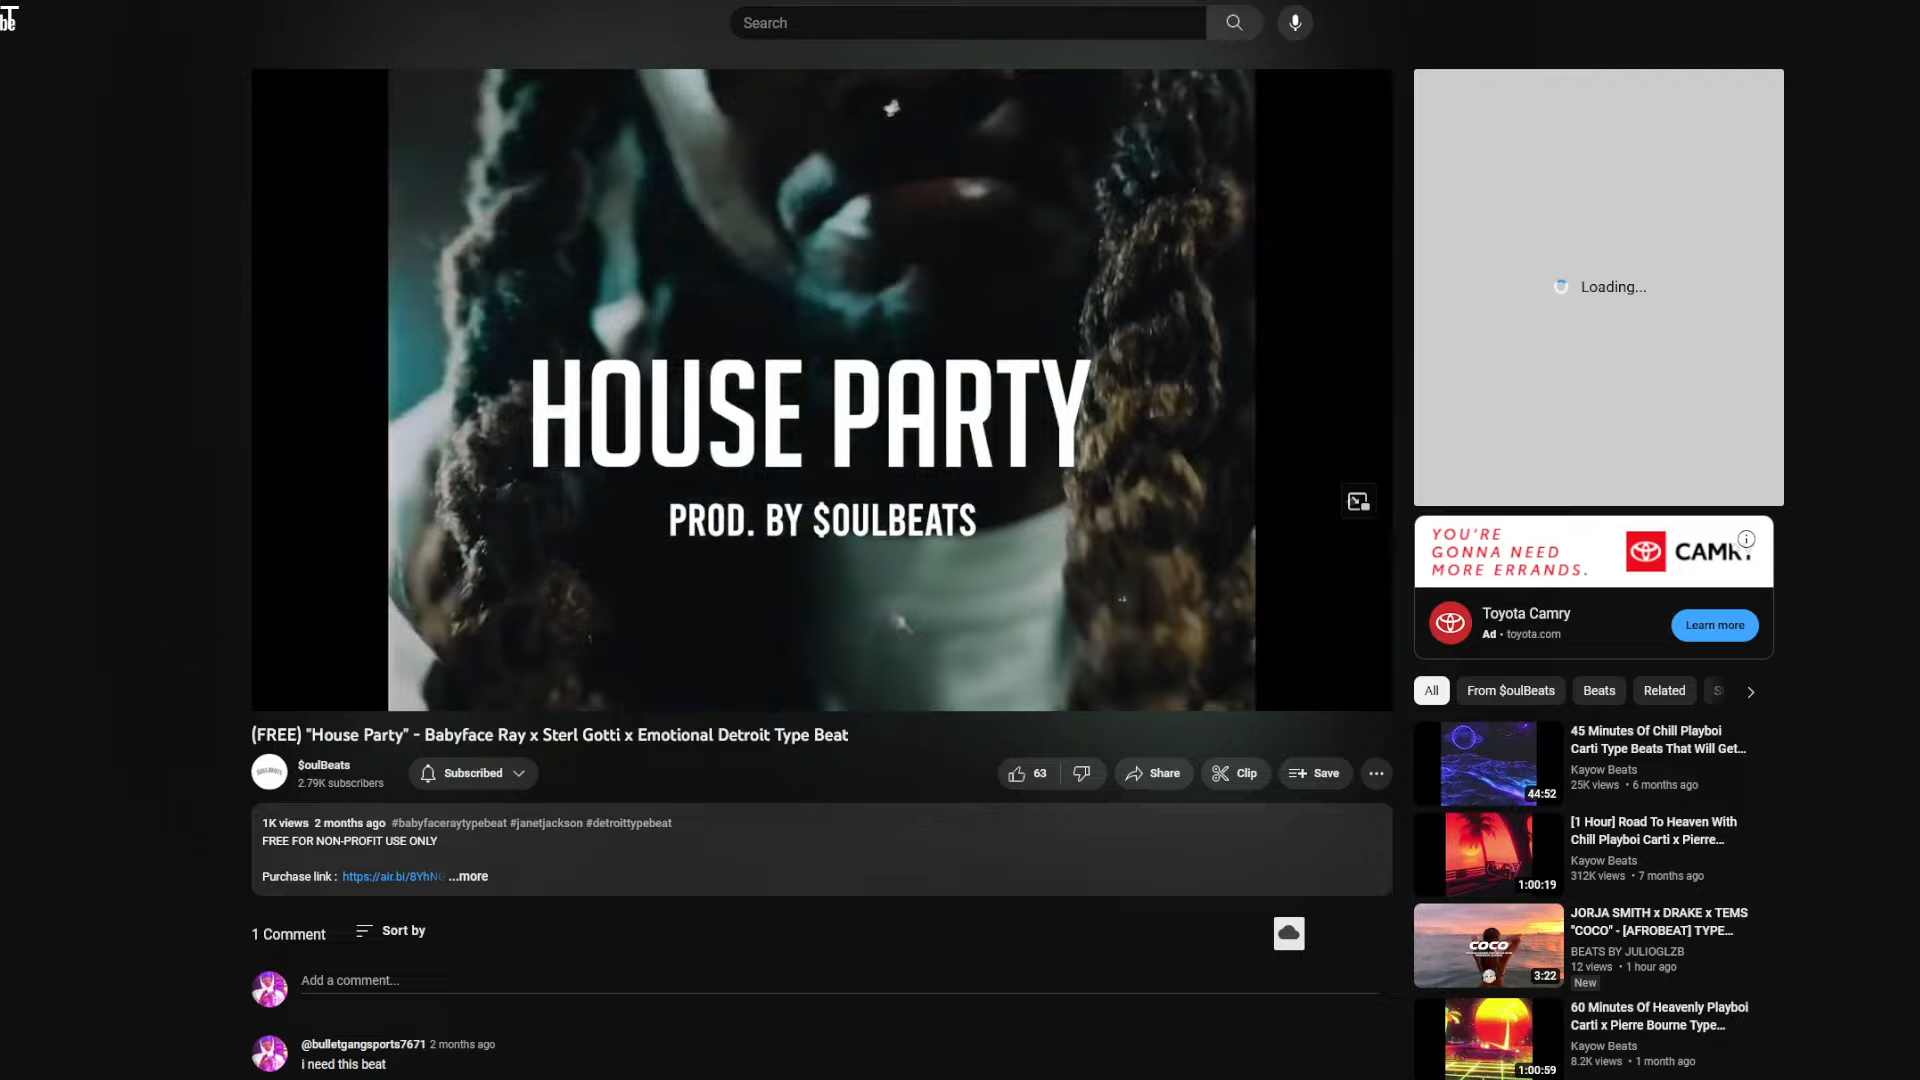 be
Search
HOUSE PARTY
PROD. BY $OULBEATS
(FREE) "House Party" - Babyface Ray x Sterl Gotti x Emotional Detroit Type Beat
$oulBeats
2.79K subscribers
Subscribed
63
Share
Clip
Save
1K views 2 months ago #babyfaceraytypebeat #janetjackson #detroittypebeat
FREE FOR NON-PROFIT USE ONLY
Purchase link : https://air.bi/8YhNG ...more
1 Comment
Sort by
Add a comment...
@bulletgangsports7671 2 months ago
i need this beat
Loading...
YOU'RE
GONNA NEED
MORE ERRANDS.
CAMRY
Toyota Camry
Ad • toyota.com
Learn more
All
From $oulBeats
Beats
Related
45 Minutes Of Chill Playboi
Carti Type Beats That Will Get...
Kayow Beats
25K views • 6 months ago
44:52
[1 Hour] Road To Heaven With
Chill Playboi Carti x Pierre...
Kayow Beats
312K views • 7 months ago
1:00:19
JORJA SMITH x DRAKE x TEMS
"COCO" - [AFROBEAT] TYPE...
BEATS BY JULIOGLZB
12 views • 1 hour ago
New
COCO
3:22
60 Minutes Of Heavenly Playboi
Carti x Pierre Bourne Type...
Kayow Beats
8.2K views • 1 month ago
1:00:59